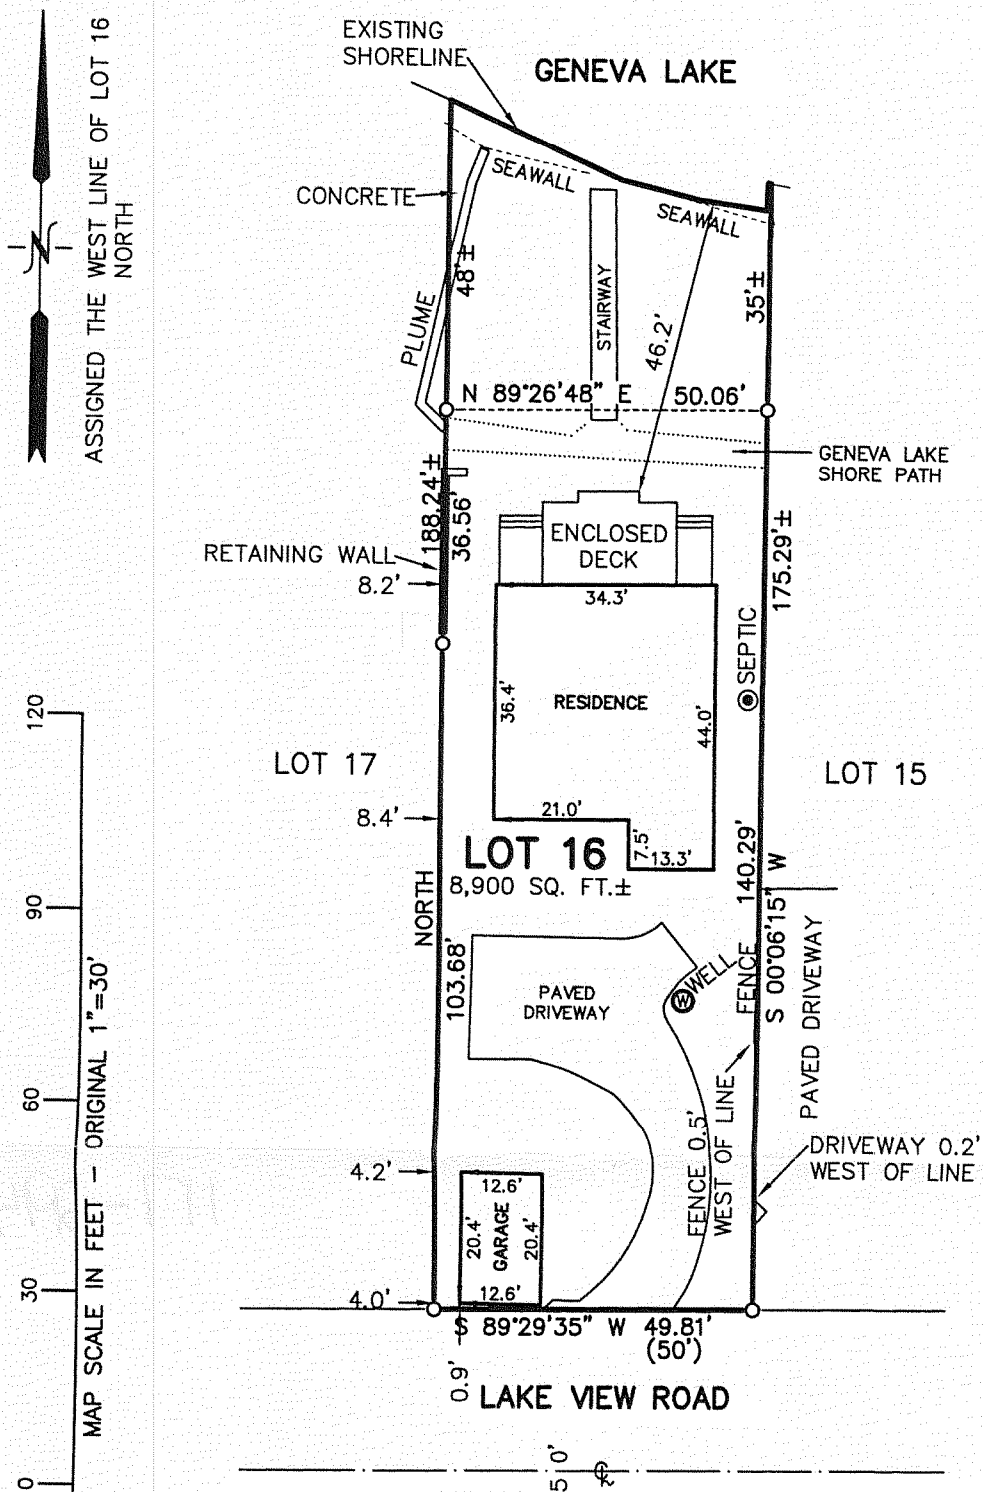 EXISTING
SHORELINE
GENEVA LAKE
ASSIGNED THE WEST LINE OF LOT 16
NORTH
N
CONCRETE
SEAWALL
SEAWALL
48'±
PLUME
STAIRWAY
46.2'
35'±
N 89°26'48" E 50.06'
GENEVA LAKE
SHORE PATH
188.24'±
36.56'
RETAINING WALL
8.2'
ENCLOSED
DECK
34.3'
175.29'±
SEPTIC
36.4'
RESIDENCE
44.0'
LOT 17
LOT 15
8.4'
21.0'
7.5'
13.3'
LOT 16
8,900 SQ. FT.±
NORTH
103.68'
140.29'
S 00°06'15" W
FENCE
PAVED DRIVEWAY
WELL
W
PAVED
DRIVEWAY
FENCE 0.5'
WEST OF LINE
DRIVEWAY 0.2'
WEST OF LINE
4.2'
12.6'
20.4'
GARAGE
20.4'
12.6'
4.0'
S 89°29'35" W 49.81'
(50')
0.9'
LAKE VIEW ROAD
120
90
60
30
0
MAP SCALE IN FEET - ORIGINAL 1"=30'